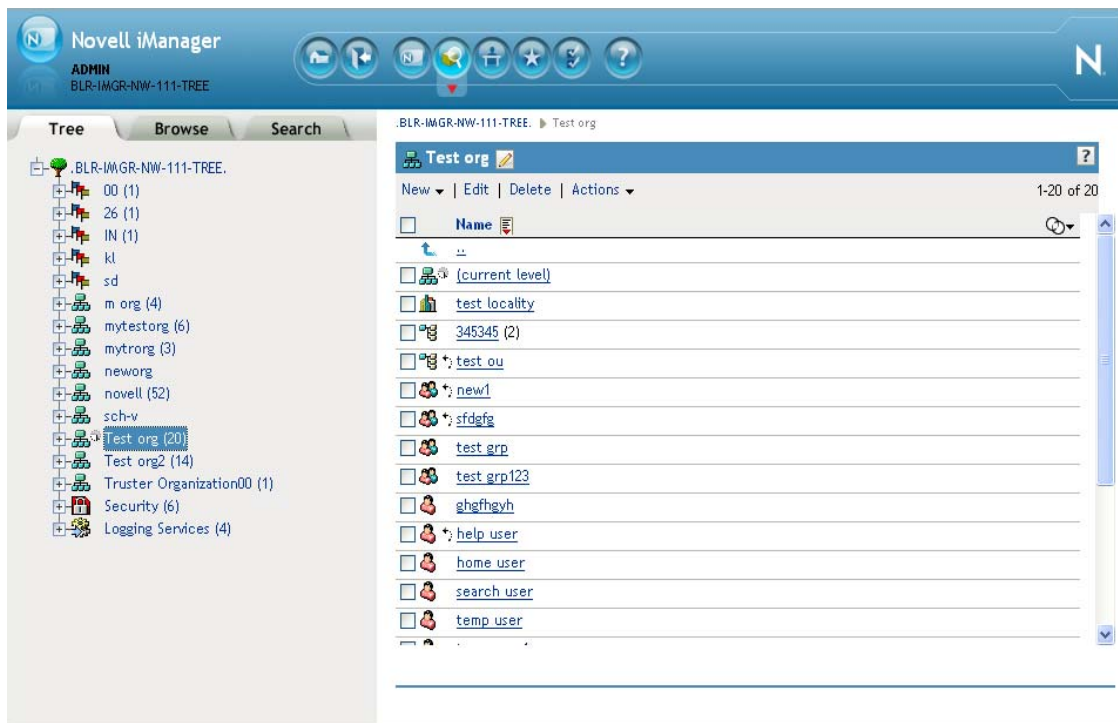 Novell iManager
ADMIN
BLR-IMGR-NW-111-TREE
N
N
?
N
Tree Browse Search
.BLR-IMGR-NW-111-TREE.
00 (1)
26 (1)
IN (1)
kl
sd
m org (4)
mytestorg (6)
mytrorg (3)
neworg
novell (52)
sch-v
Test org (20)
Test org2 (14)
Truster Organization00 (1)
Security (6)
Logging Services (4)
.BLR-IMGR-NW-111-TREE. Test org
Test org ?
New | Edit | Delete | Actions 1-20 of 20
Name
..
(current level)
test locality
345345 (2)
test ou
new1
sfdgfg
test grp
test grp123
ghgfhgyh
help user
home user
search user
temp user